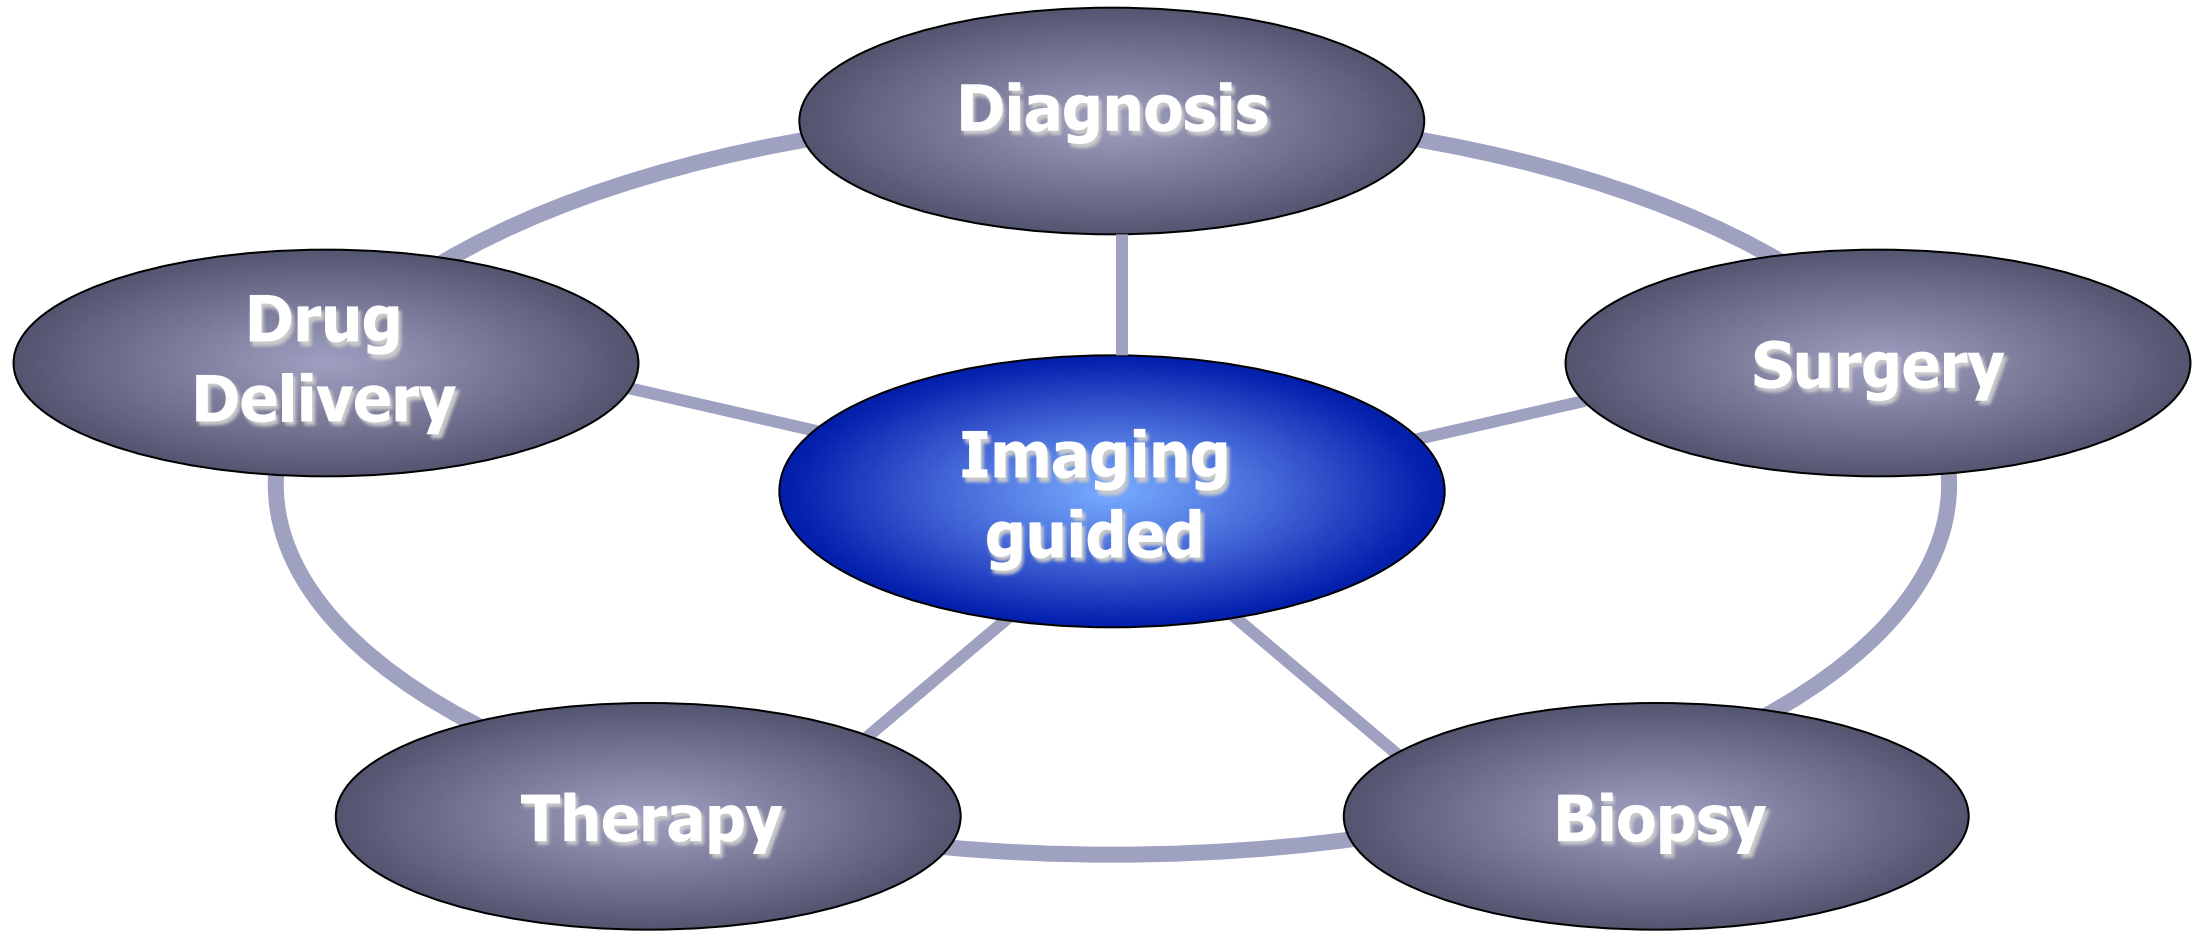 Diagnosis
Drug
Delivery
Surgery
Imaging
guided
Therapy
Biopsy